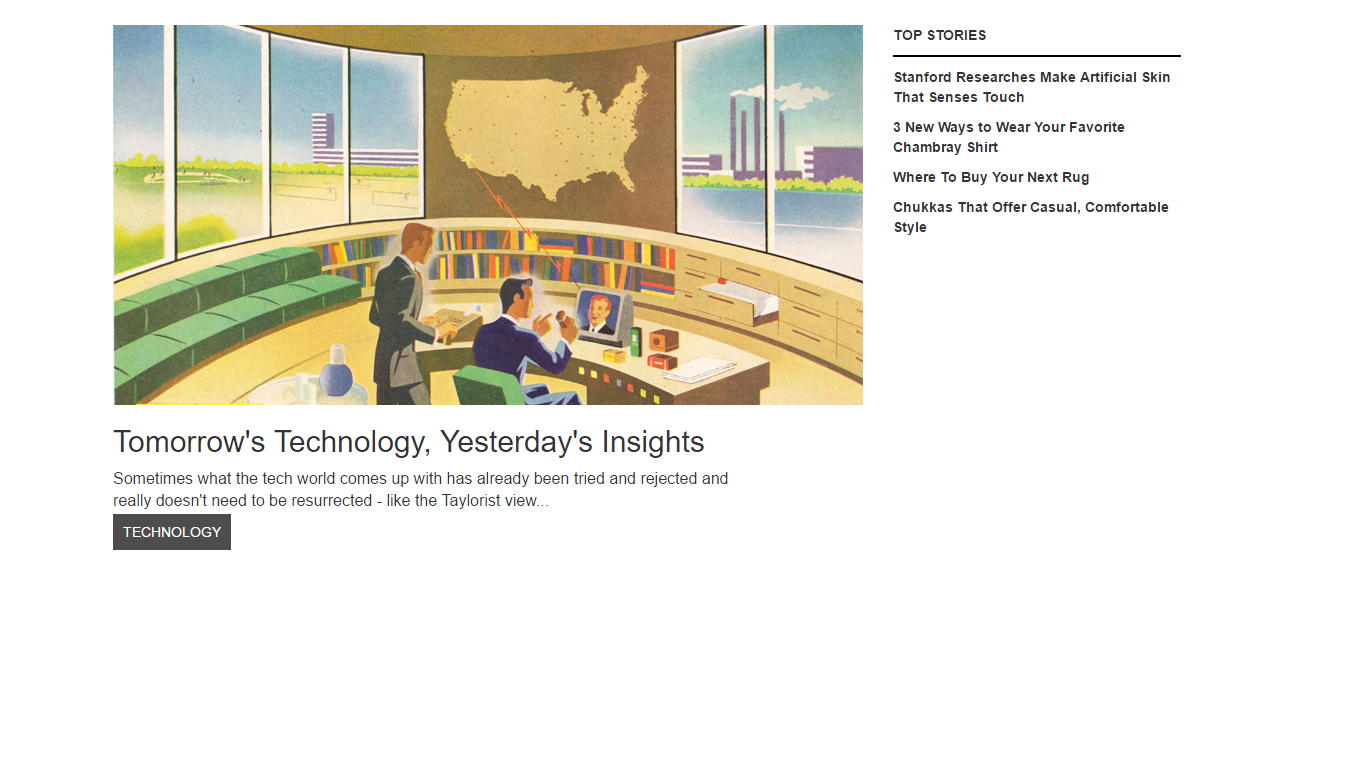 TOP STORIES
Stanford Researches Make Artificial Skin
That Senses Touch
3 New Ways to Wear Your Favorite
Chambray Shirt
Where To Buy Your Next Rug
Chukkas That Offer Casual, Comfortable
Style
Tomorrow's Technology, Yesterday's Insights
Sometimes what the tech world comes up with has already been tried and rejected and
really doesn't need to be resurrected - like the Taylorist view...
TECHNOLOGY